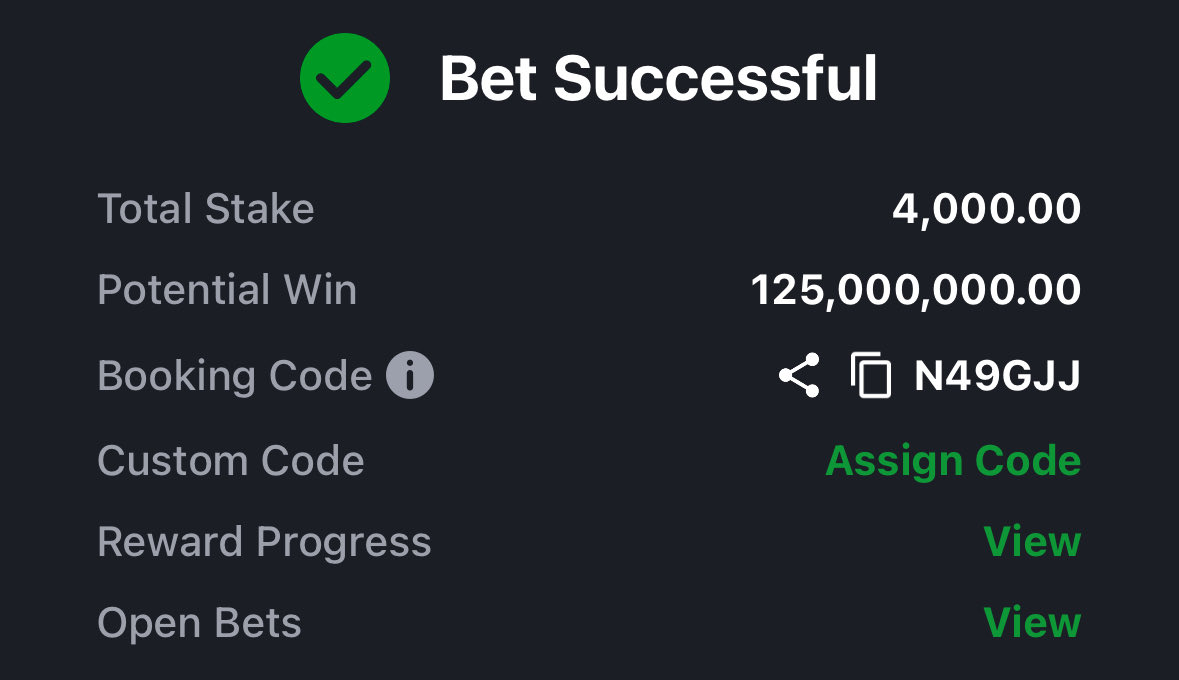 Bet Successful
Total Stake 4,000.00
Potential Win 125,000,000.00
Booking Code N49GJJ
Custom Code Assign Code
Reward Progress View
Open Bets View